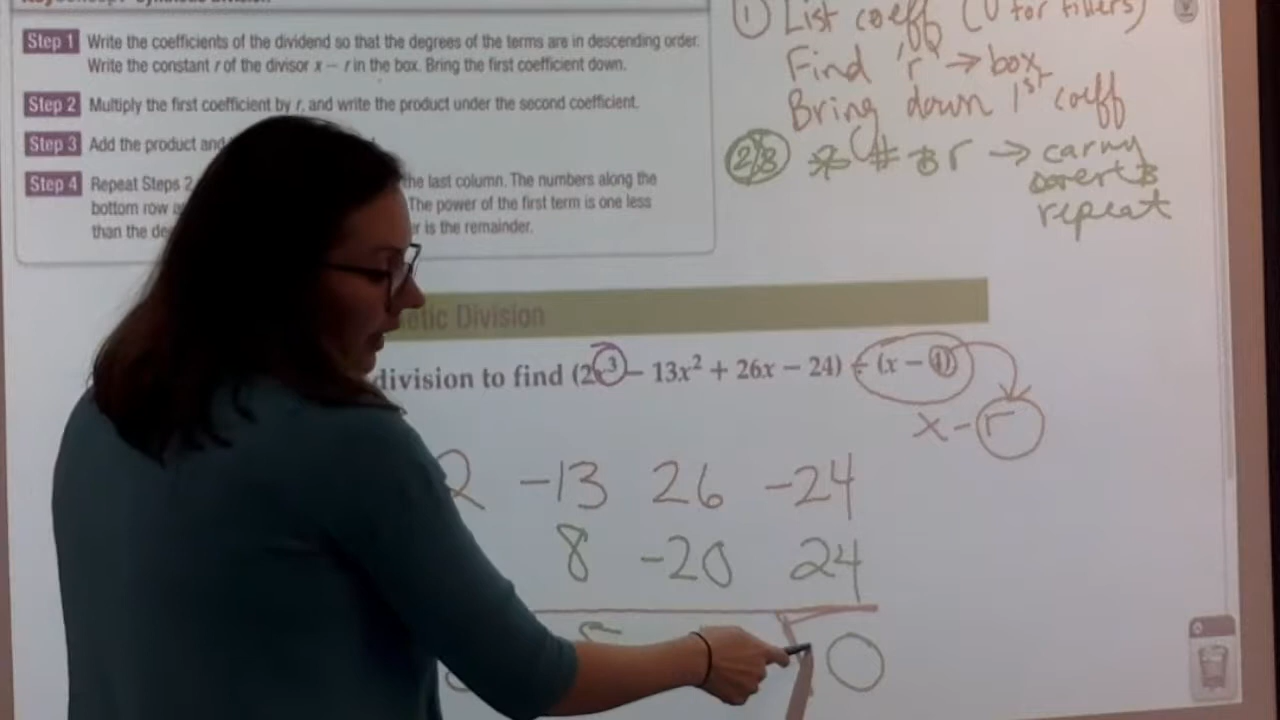 Step 1 Write the coefficients of the dividend so that the degrees of the terms are in descending order.
Write the constant r of the divisor x − r in the box. Bring the first coefficient down.
Step 2 Multiply the first coefficient by r, and write the product under the second coefficient.
Step 3 Add the product and
Step 4 Repeat Steps 2 the last column. The numbers along the
bottom row The power of the first term is one less
than the is the remainder.
① List coeff (0 for fillers)
Find "r" → box
Bring down 1st coeff
# r → carry
repeat
etic Division
division to find (2x³ − 13x² + 26x − 24) ÷ (x − 4)
x - r
2 -13 26 -24
8 -20 24
0